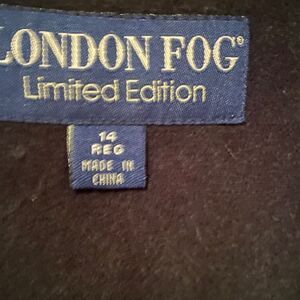 LONDON FOG®
Limited Edition
14
REG
MADE IN
CHINA